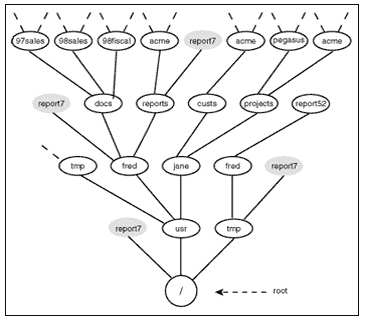 97sales 98sales 98fiscal acme report7 acme pegasus acme
report7 docs reports custs projects report52
tmp fred jane fred report7
report7 usr tmp
/ root